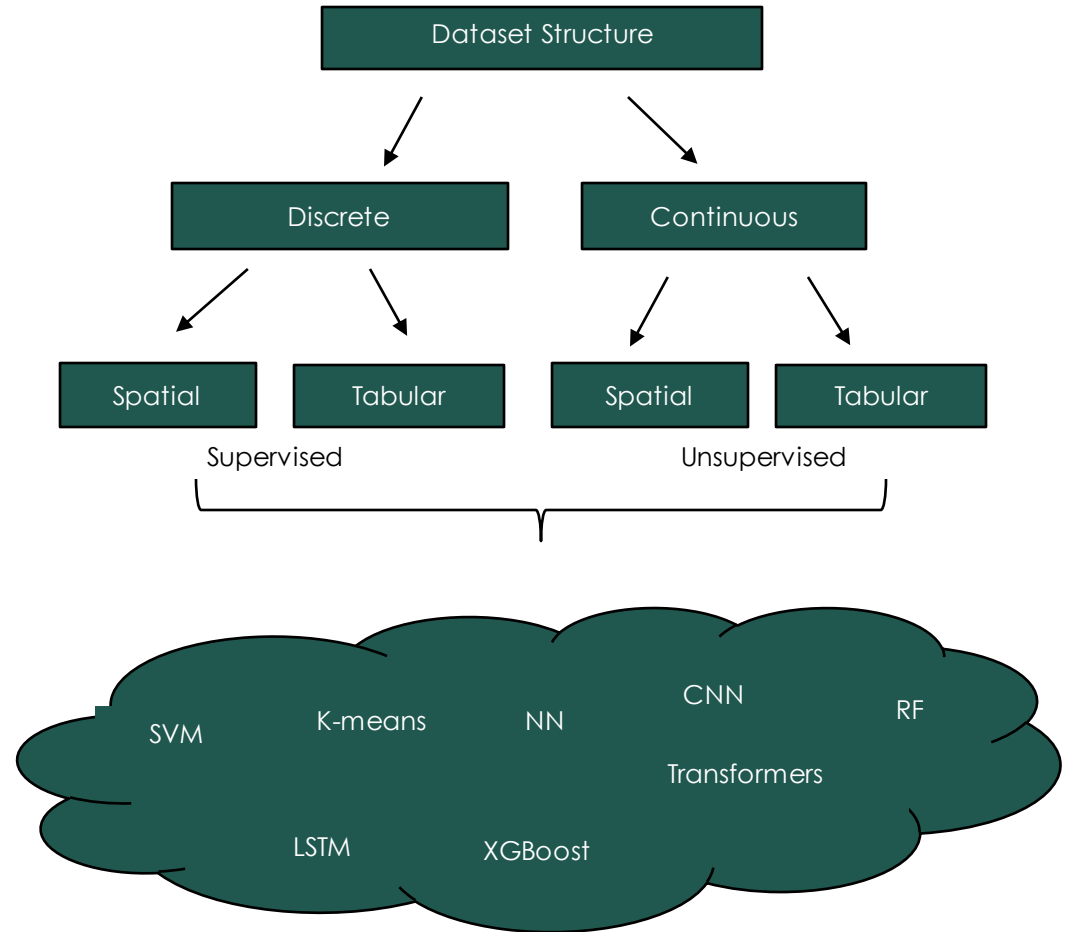 Dataset Structure
Discrete
Continuous
Spatial
Tabular
Spatial
Tabular
Supervised
Unsupervised
CNN
RF
K-means
NN
SVM
Transformers
LSTM
XGBoost